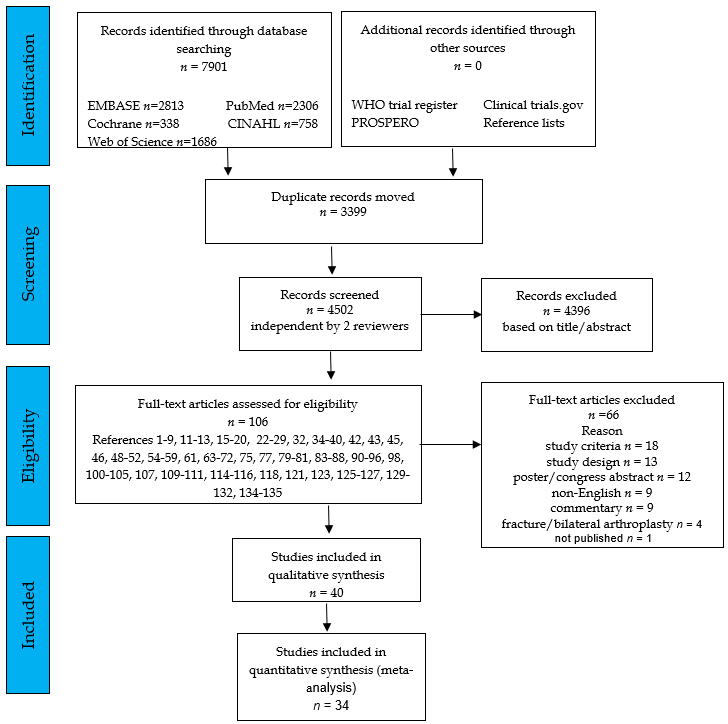 Identification
Records identified through database
searching
n = 7901
EMBASE n=2813 PubMed n=2306
Cochrane n=338 CINAHL n=758
Web of Science n=1686
Additional records identified through
other sources
n = 0
WHO trial register Clinical trials.gov
PROSPERO Reference lists
Screening
Duplicate records moved
n = 3399
Records screened
n = 4502
independent by 2 reviewers
Records excluded
n = 4396
based on title/abstract
Eligibility
Full-text articles assessed for eligibility
n = 106
References 1-9, 11-13, 15-20, 22-29, 32, 34-40, 42, 43, 45,
46, 48-52, 54-59, 61, 63-72, 75, 77, 79-81, 83-88, 90-96, 98,
100-105, 107, 109-111, 114-116, 118, 121, 123, 125-127, 129-
132, 134-135
Full-text articles excluded
n =66
Reason
study criteria n = 18
study design n = 13
poster/congress abstract n = 12
non-English n = 9
commentary n = 9
fracture/bilateral arthroplasty n = 4
not published n = 1
Included
Studies included in
qualitative synthesis
n = 40
Studies included in
quantitative synthesis (meta-
analysis)
n = 34